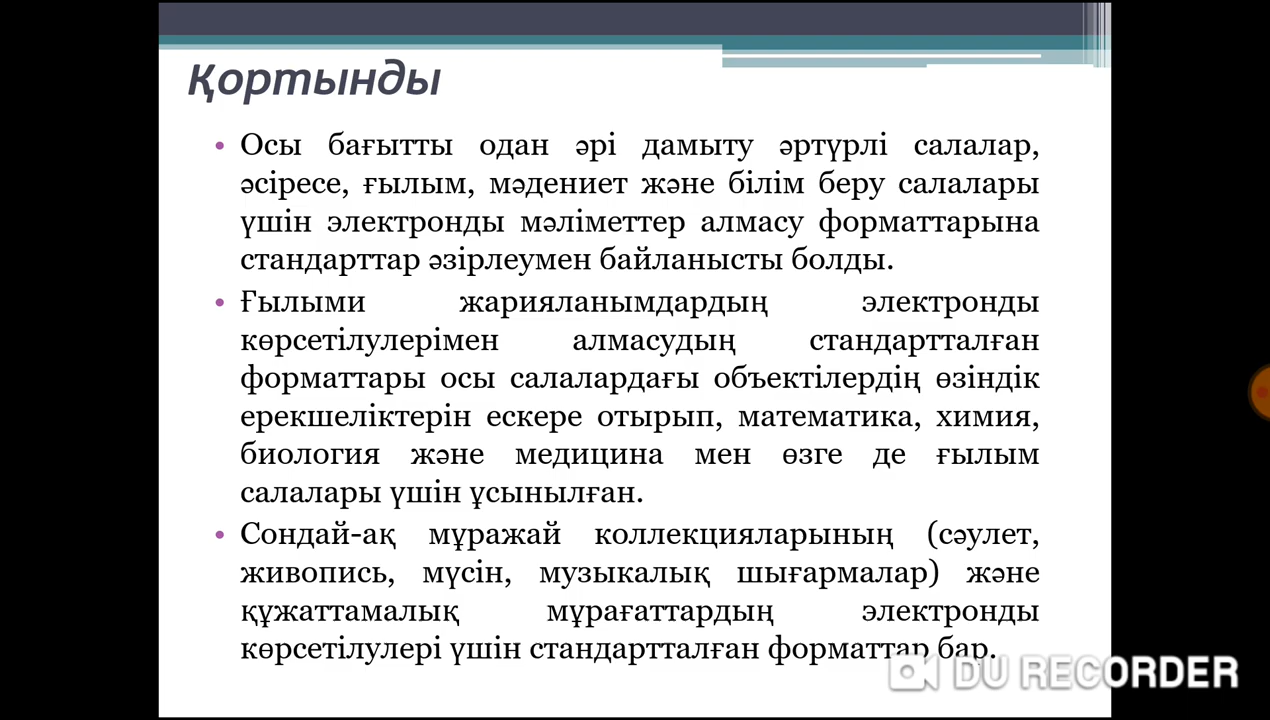 Қортынды
• Осы бағытты одан әрі дамыту әртүрлі салалар,
әсіресе, ғылым, мәдениет және білім беру салалары
үшін электронды мәліметтер алмасу форматтарына
стандарттар әзірлеумен байланысты болды.
• Ғылыми жарияланымдардың электронды
көрсетілулерімен алмасудың стандартталған
форматтары осы салалардағы объектілердің өзіндік
ерекшеліктерін ескере отырып, математика, химия,
биология және медицина мен өзге де ғылым
салалары үшін ұсынылған.
• Сондай-ақ мұражай коллекцияларының (сәулет,
живопись, мүсін, музыкалық шығармалар) және
құжаттамалық мұрағаттардың электронды
көрсетілулері үшін стандартталған форматтар бар.
DU RECORDER